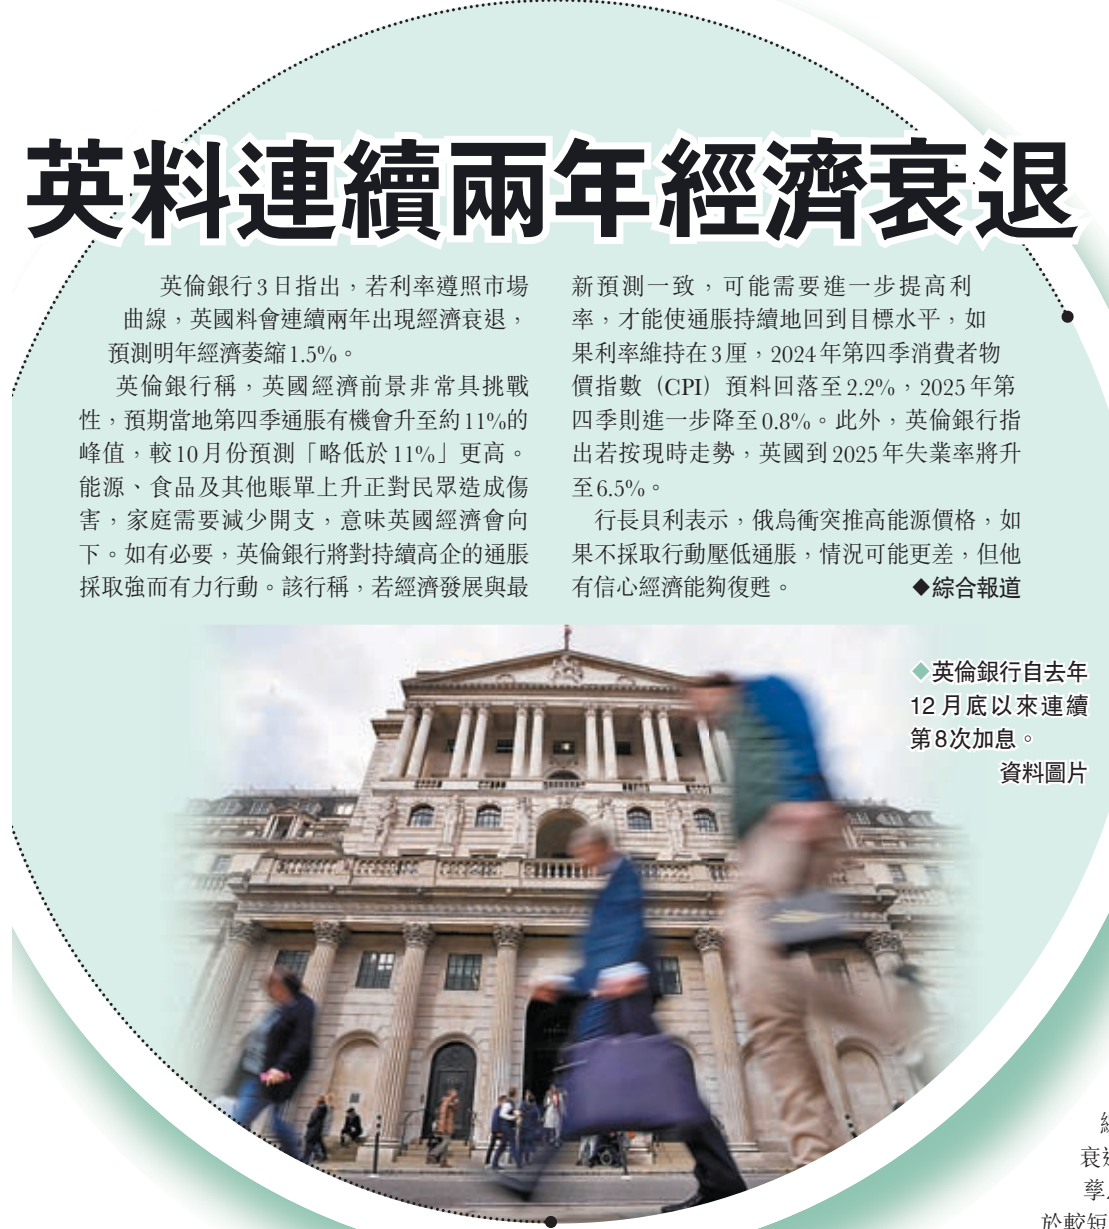 英料連續兩年經濟衰退
英倫銀行3日指出，若利率遵照市場
曲線，英國料會連續兩年出現經濟衰退，
預測明年經濟萎縮1.5%。
英倫銀行稱，英國經濟前景非常具挑戰
性，預期當地第四季通脹有機會升至約11%的
峰值，較10月份預測「略低於11%」更高。
能源、食品及其他賬單上升正對民眾造成傷
害，家庭需要減少開支，意味英國經濟會向
下。如有必要，英倫銀行將對持續高企的通脹
採取強而有力行動。該行稱，若經濟發展與最
新預測一致，可能需要進一步提高利
率，才能使通脹持續地回到目標水平，如
果利率維持在3厘，2024年第四季消費者物
價指數（CPI）預料回落至2.2%，2025年第
四季則進一步降至0.8%。此外，英倫銀行指
出若按現時走勢，英國到2025年失業率將升
至6.5%。
行長貝利表示，俄烏衝突推高能源價格，如
果不採取行動壓低通脹，情況可能更差，但他
有信心經濟能夠復甦。
◆綜合報道
◆英倫銀行自去年
12月底以來連續
第8次加息。
資料圖片
衰
孳
於較短